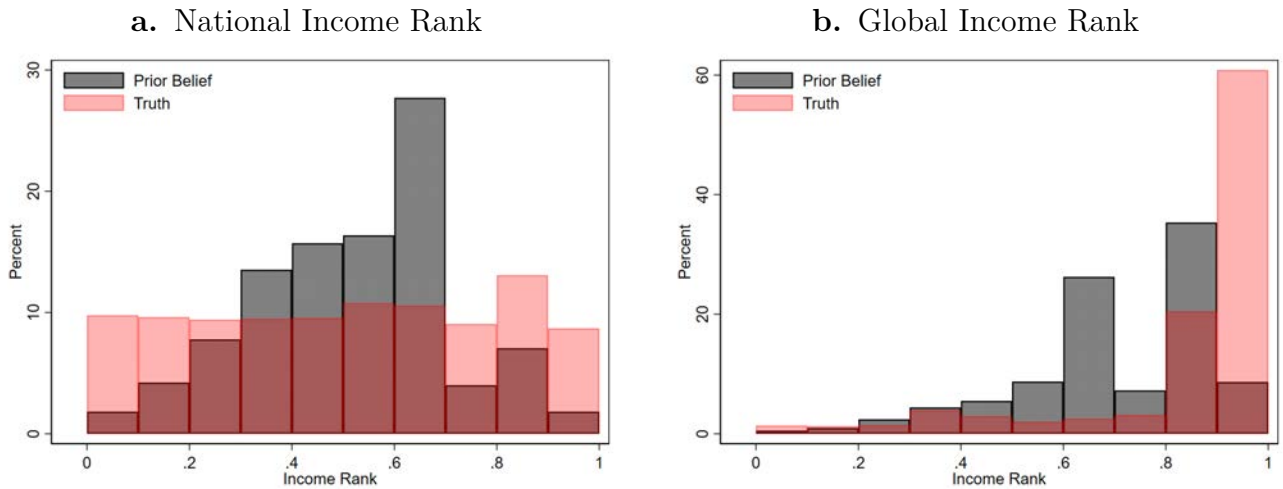 a. National Income Rank
Prior Belief
Truth
Percent
0
10
20
30
0 .2 .4 .6 .8 1
Income Rank
b. Global Income Rank
Prior Belief
Truth
Percent
0
20
40
60
0 .2 .4 .6 .8 1
Income Rank